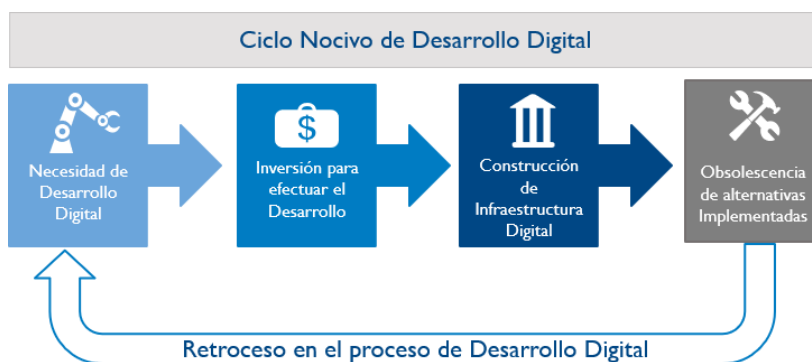 Ciclo Nocivo de Desarrollo Digital
Necesidad de
Desarrollo
Digital
$
Inversión para
efectuar el
Desarrollo
Construcción
de
Infraestructura
Digital
Obsolescencia
de alternativas
Implementadas
Retroceso en el proceso de Desarrollo Digital